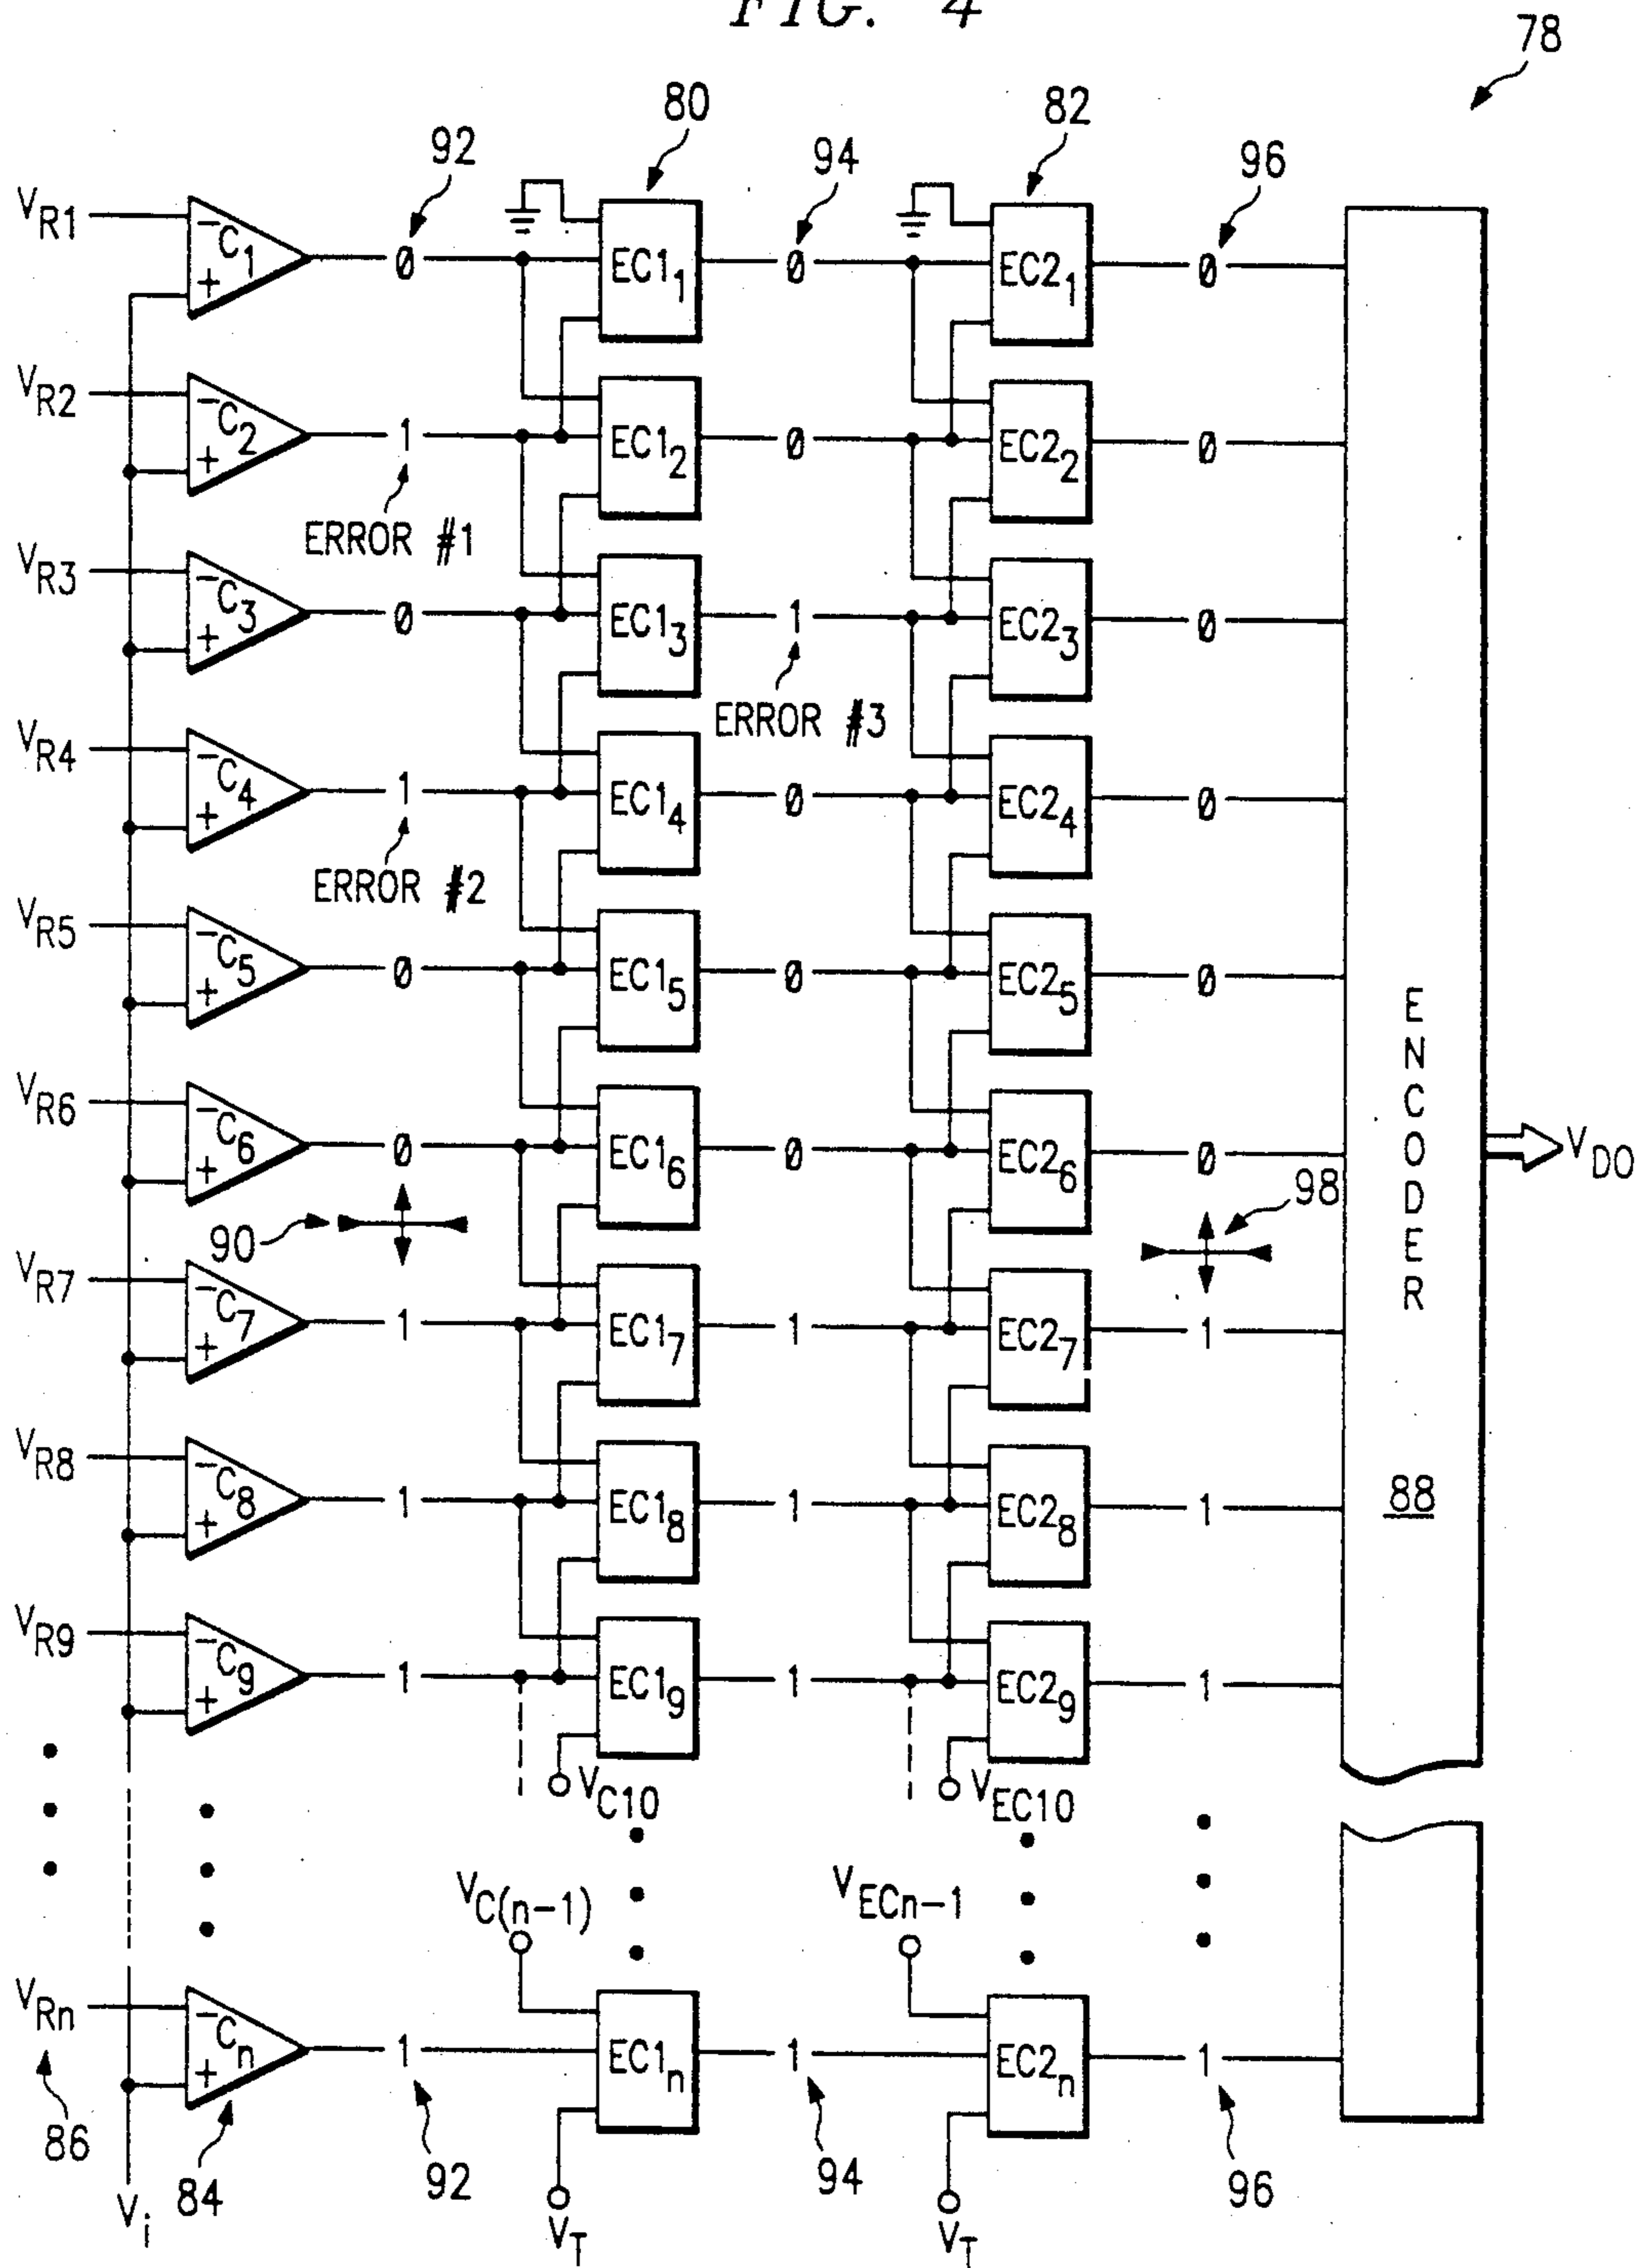 FIG. 4
78
80
82
92
94
96
VR1
− C1 +
0
EC11
0
EC21
0
VR2
− C2 +
1
EC12
0
EC22
0
ERROR #1
VR3
− C3 +
0
EC13
1
EC23
0
ERROR #3
VR4
− C4 +
1
EC14
0
EC24
0
ERROR #2
VR5
− C5 +
0
EC15
0
EC25
0
ENCODER
VR6
− C6 +
0
EC16
0
EC26
0
VDO
90
98
VR7
− C7 +
1
EC17
1
EC27
1
VR8
− C8 +
1
EC18
1
EC28
1
88
VR9
− C9 +
1
EC19
1
EC29
1
VC10
VEC10
VC(n−1)
VECn−1
VRn
− Cn +
1
EC1n
1
EC2n
1
86
84
92
94
96
Vi
VT
VT